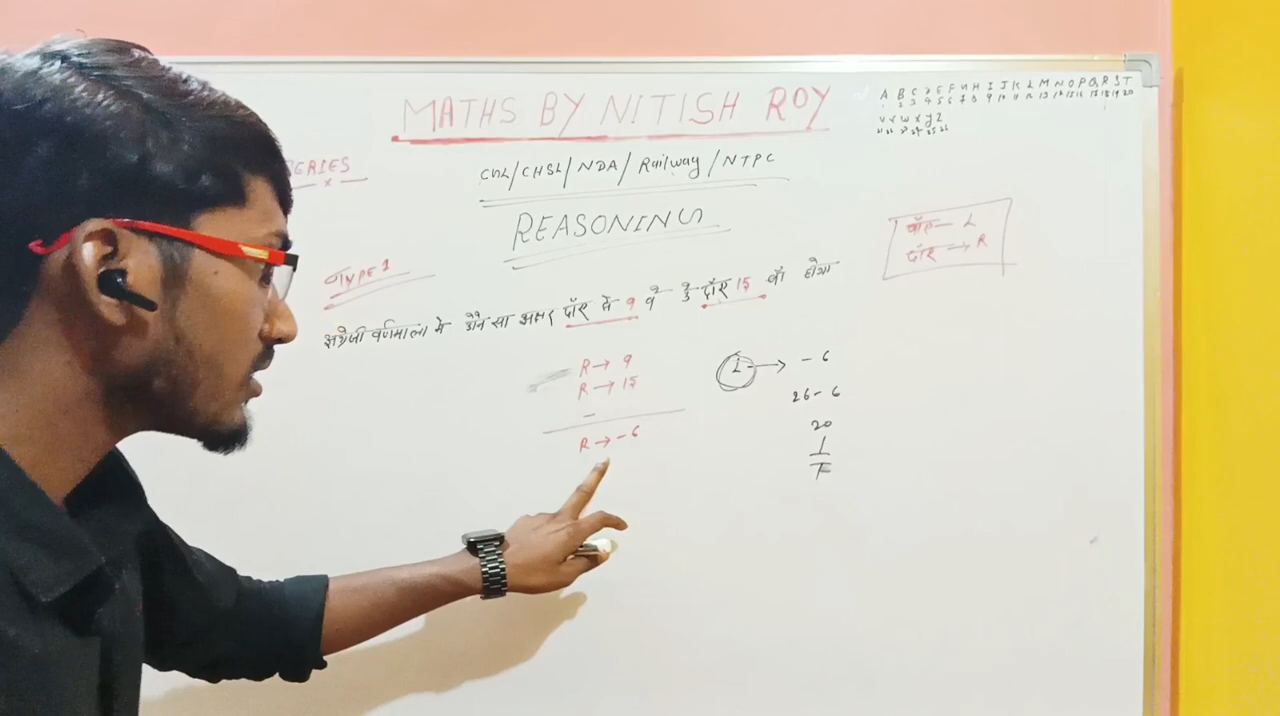 MATHS BY NITISH ROY
A B C D E F G H I J K L M N O P Q R S T
1 2 3 4 5 6 7 8 9 10 11 12 13 14 15 16 17 18 19 20
U V W X Y Z
21 22 23 24 25 26
ERIES
x
CGL/CHSL/NDA/Railway/NTPC
REASONING
बाँए — L
दाँए → R
TYPE 1
अंग्रेजी वर्णमाला मे कौन सा अक्षर दाँए से 9 वे के दाँए 15 वाँ होगा
R → 9
R → 15
—
R → - 6
L → - 6
26 - 6
20
T